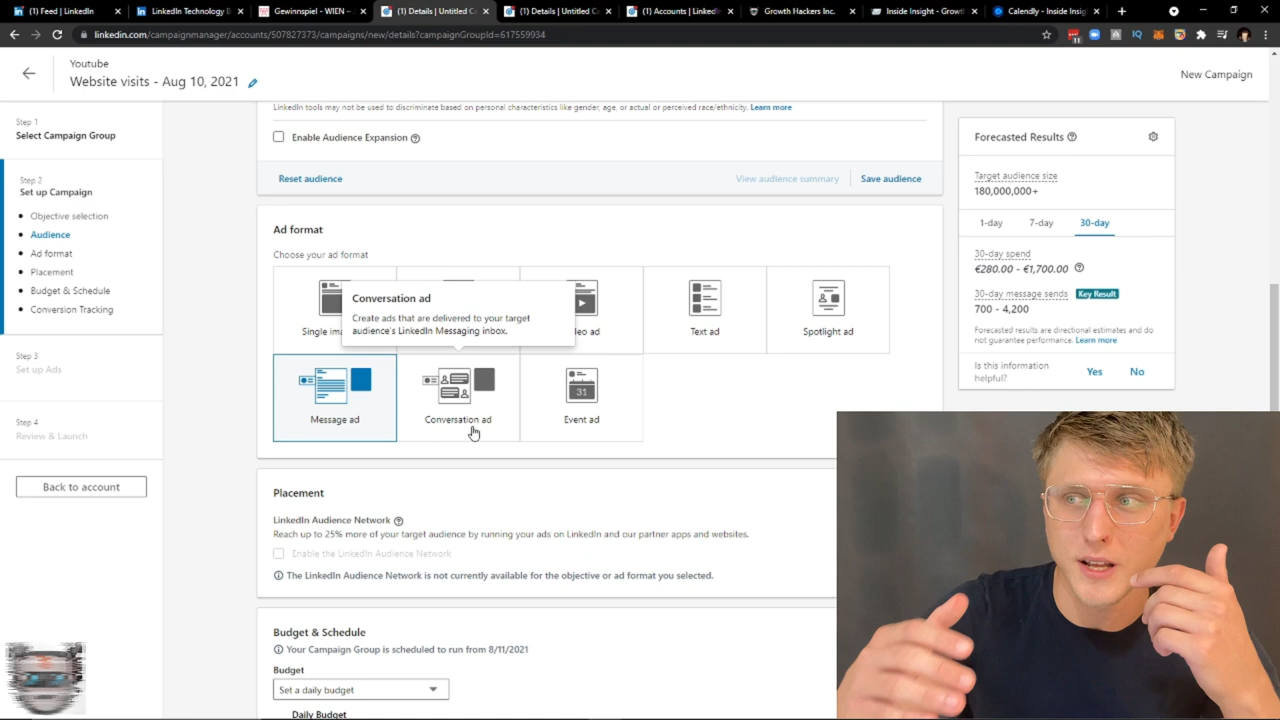 (1) Feed | LinkedIn
LinkedIn Technology B
Gewinnspiel - WIEN -
(1) Details | Untitled C
(1) Details | Untitled Ca
(1) Accounts | LinkedIn
Growth Hackers Inc.
Inside Insight - Growt
Calendly - Inside Insig
linkedin.com/campaignmanager/accounts/507827373/campaigns/new/details?campaignGroupId=617559934
Youtube
Website visits - Aug 10, 2021
New Campaign
Step 1
Select Campaign Group
Step 2
Set up Campaign
Objective selection
Audience
Ad format
Placement
Budget & Schedule
Conversion Tracking
Step 3
Set up Ads
Step 4
Review & Launch
Back to account
LinkedIn tools may not be used to discriminate based on personal characteristics like gender, age, or actual or perceived race/ethnicity. Learn more
Enable Audience Expansion
Reset audience
View audience summary
Save audience
Ad format
Choose your ad format
Conversation ad
Create ads that are delivered to your target
audience's LinkedIn Messaging inbox.
Single ima
eo ad
Text ad
Spotlight ad
Message ad
Conversation ad
31
Event ad
Placement
LinkedIn Audience Network
Reach up to 25% more of your target audience by running your ads on LinkedIn and our partner apps and websites.
Enable the LinkedIn Audience Network
The LinkedIn Audience Network is not currently available for the objective or ad format you selected.
Budget & Schedule
Your Campaign Group is scheduled to run from 8/11/2021
Budget
Set a daily budget
Daily Budget
Forecasted Results
Target audience size
180,000,000+
1-day
7-day
30-day
30-day spend
€280.00 - €1,700.00
30-day message sends
Key Result
700 - 4,200
Forecasted results are directional estimates and do
not guarantee performance. Learn more
Is this information
helpful?
Yes
No